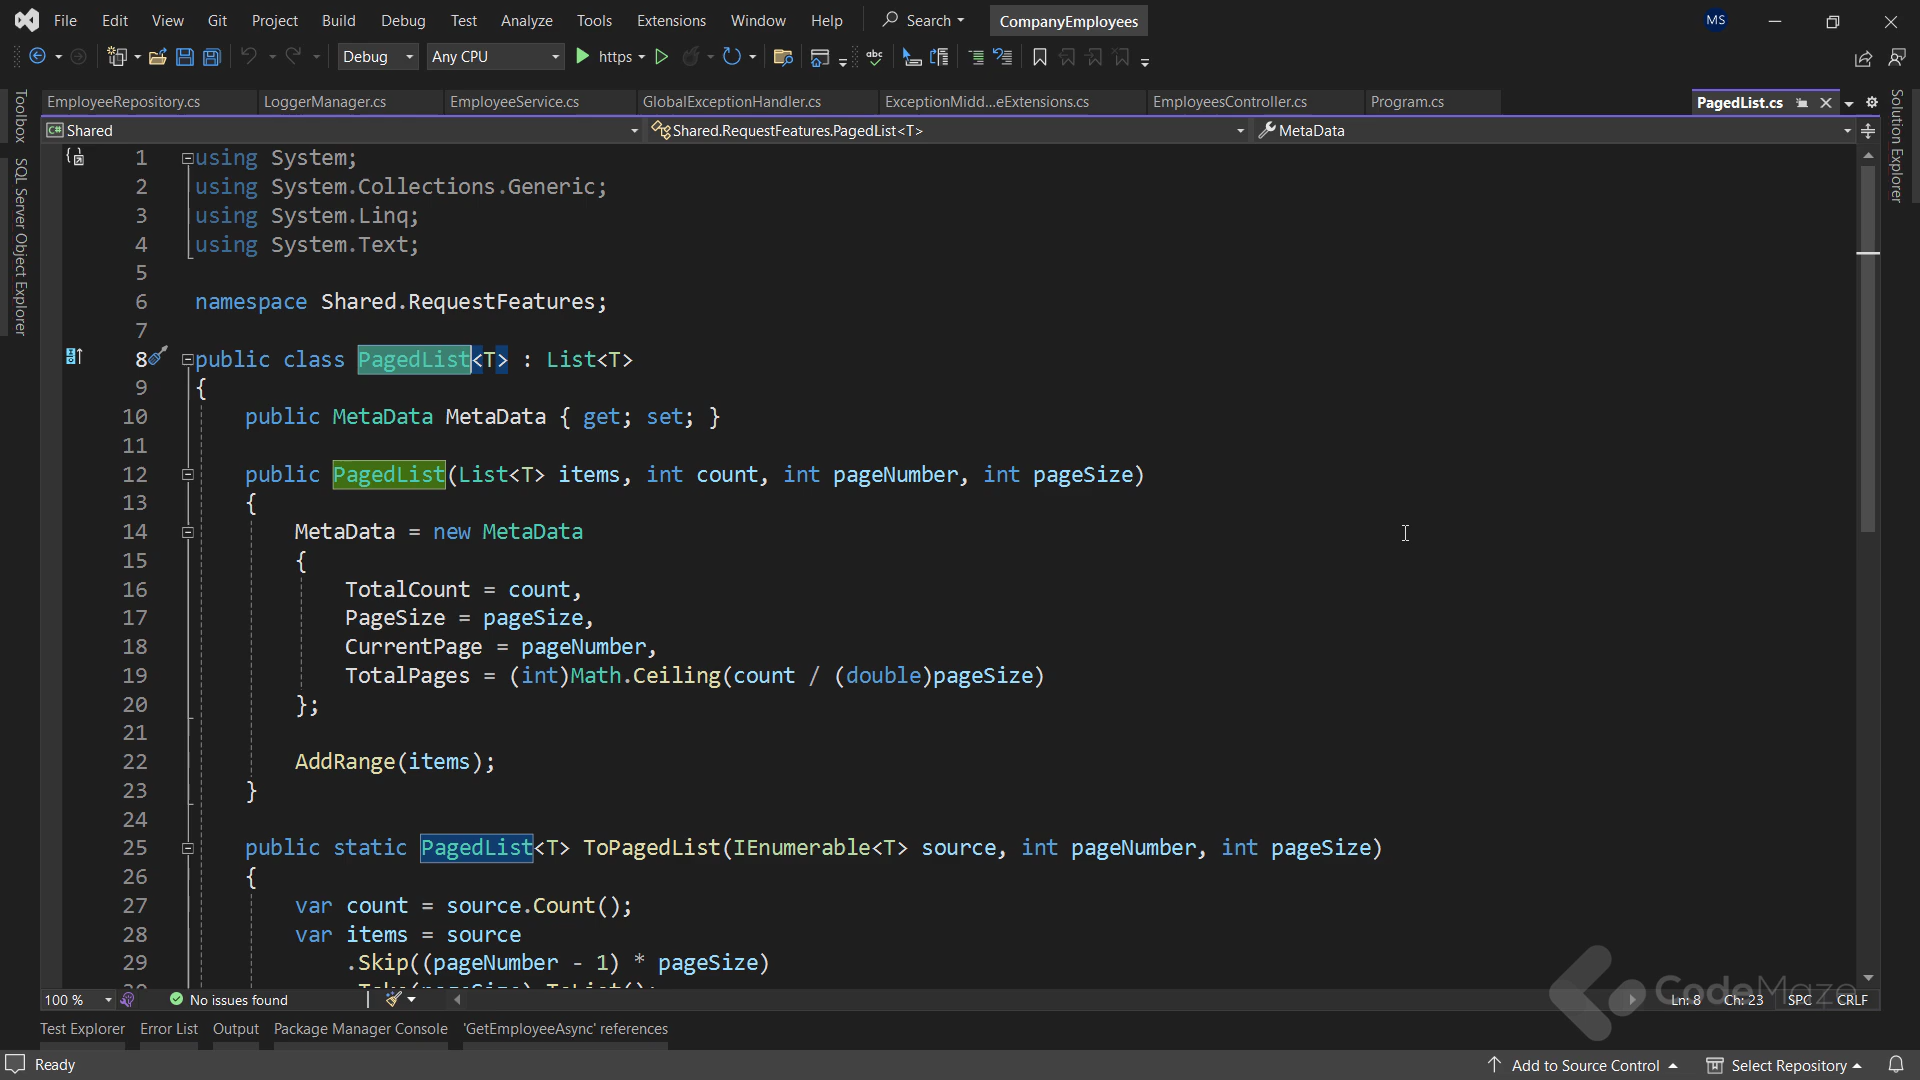 File Edit View Git Project Build Debug Test Analyze Tools Extensions Window Help Search CompanyEmployees MS
Debug Any CPU https abc
EmployeeRepository.cs LoggerManager.cs EmployeeService.cs GlobalExceptionHandler.cs ExceptionMidd...eExtensions.cs EmployeesController.cs Program.cs PagedList.cs
C# Shared Shared.RequestFeatures.PagedList<T> MetaData
Toolbox
SQL Server Object Explorer
Solution Explorer
1 using System;
2 using System.Collections.Generic;
3 using System.Linq;
4 using System.Text;
5
6 namespace Shared.RequestFeatures;
7
8 public class PagedList<T> : List<T>
9 {
10 public MetaData MetaData { get; set; }
11
12 public PagedList(List<T> items, int count, int pageNumber, int pageSize)
13 {
14 MetaData = new MetaData
15 {
16 TotalCount = count,
17 PageSize = pageSize,
18 CurrentPage = pageNumber,
19 TotalPages = (int)Math.Ceiling(count / (double)pageSize)
20 };
21
22 AddRange(items);
23 }
24
25 public static PagedList<T> ToPagedList(IEnumerable<T> source, int pageNumber, int pageSize)
26 {
27 var count = source.Count();
28 var items = source
29 .Skip((pageNumber - 1) * pageSize)
100 % No issues found Ln: 8 Ch: 23 SPC CRLF
CodeMaze
Test Explorer Error List Output Package Manager Console 'GetEmployeeAsync' references
Ready Add to Source Control Select Repository